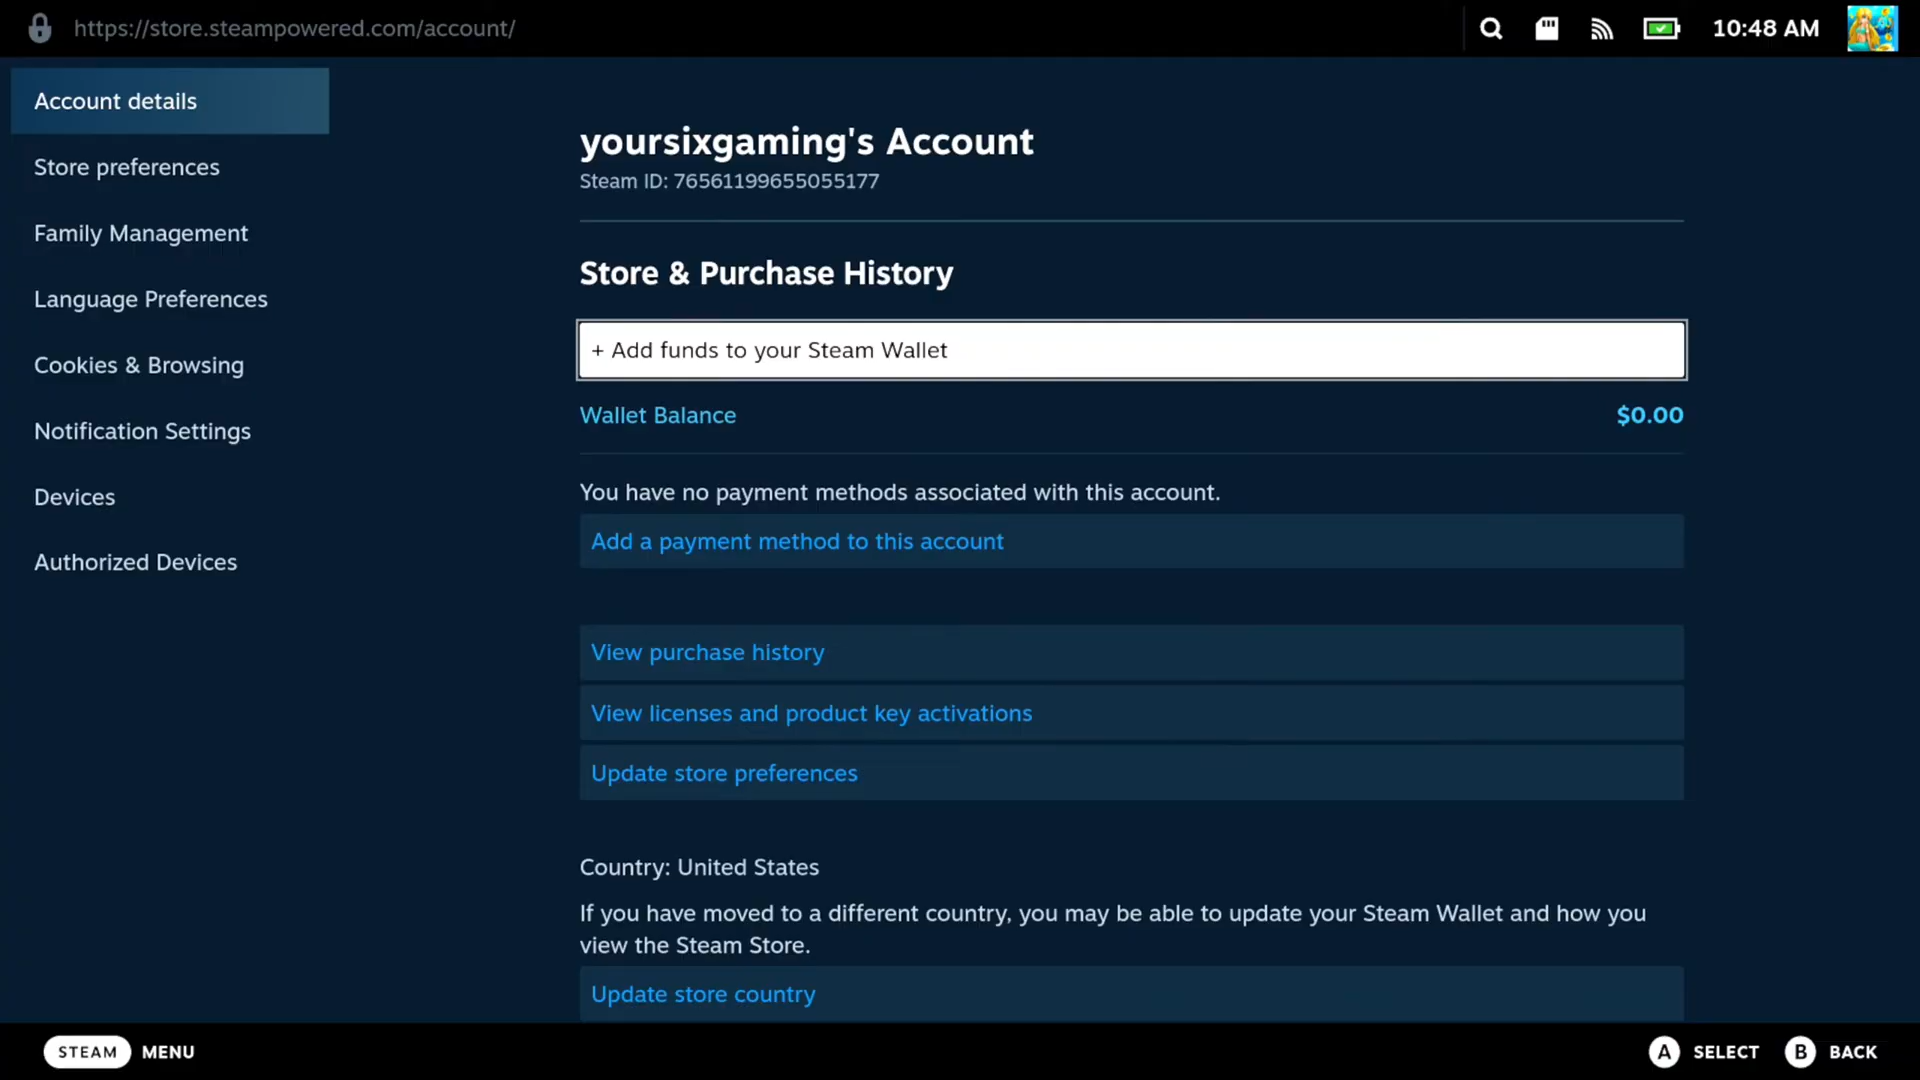 https://store.steampowered.com/account/
10:48 AM
Account details
Store preferences
Family Management
Language Preferences
Cookies & Browsing
Notification Settings
Devices
Authorized Devices
yoursixgaming's Account
Steam ID: 76561199655055177
Store & Purchase History
+ Add funds to your Steam Wallet
Wallet Balance $0.00
You have no payment methods associated with this account.
Add a payment method to this account
View purchase history
View licenses and product key activations
Update store preferences
Country: United States
If you have moved to a different country, you may be able to update your Steam Wallet and how you
view the Steam Store.
Update store country
STEAM MENU
A SELECT B BACK